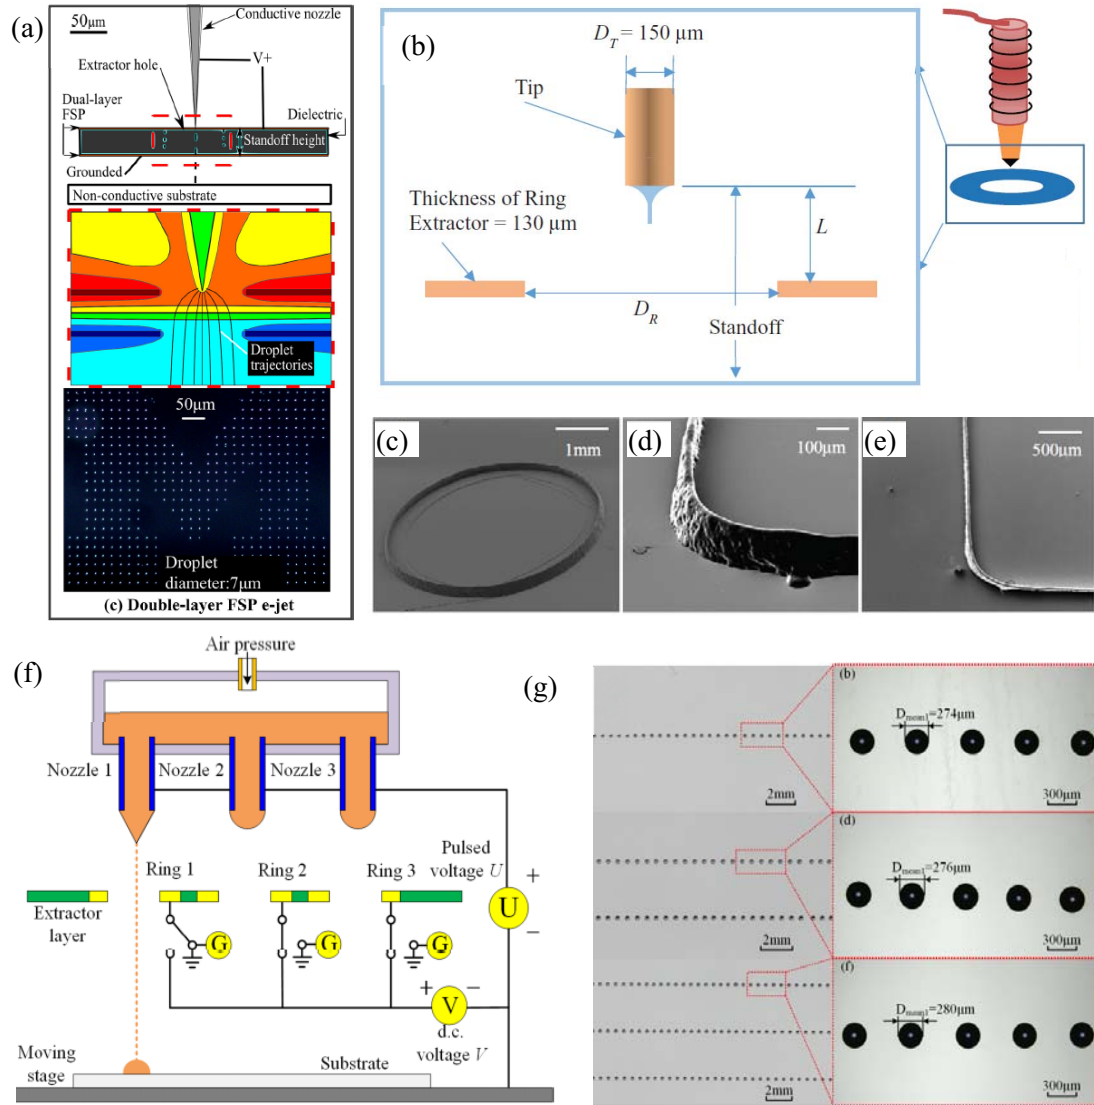 (a)
50μm
Conductive nozzle
V+
Extractor hole
Dual-layer
FSP
Dielectric
Standoff height
Grounded
Non-conductive substrate
Droplet
trajectories
50μm
Droplet
diameter:7μm
(c) Double-layer FSP e-jet
(b)
D_T = 150 μm
Tip
Thickness of Ring
Extractor = 130 μm
L
D_R
Standoff
(c)
1mm
(d)
100μm
(e)
500μm
(f)
Air pressure
Nozzle 1
Nozzle 2
Nozzle 3
Pulsed
voltage U
Ring 1
Ring 2
Ring 3
+
U
−
Extractor
layer
G
G
G
+
−
V
d.c.
voltage V
Moving
stage
Substrate
(g)
2mm
(b)
D_mean1=274μm
300μm
2mm
(d)
D_mean1=276μm
300μm
2mm
(f)
D_mean1=280μm
300μm